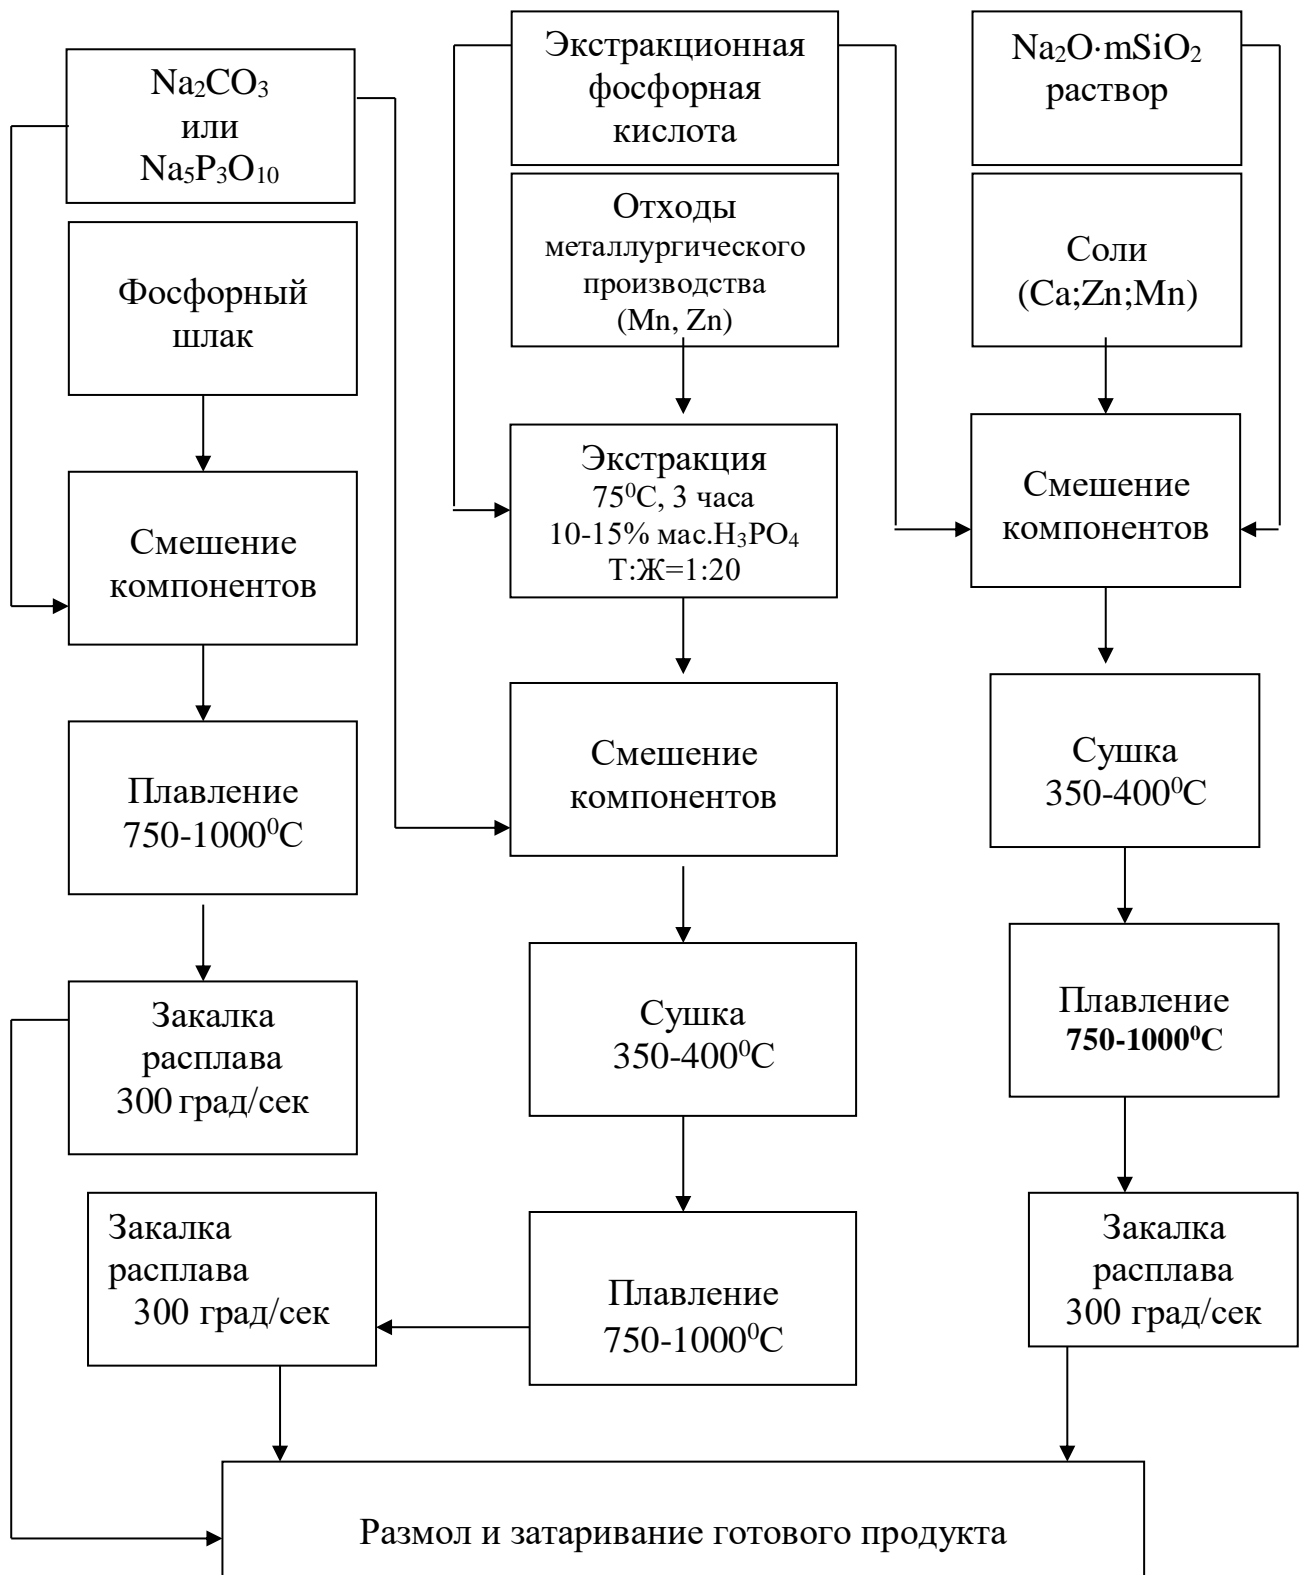 Na₂CO₃
или
Na₅P₃O₁₀
Экстракционная
фосфорная
кислота
Na₂O·mSiO₂
раствор
Фосфорный
шлак
Отходы
металлургического
производства
(Mn, Zn)
Соли
(Ca;Zn;Mn)
Смешение
компонентов
Экстракция
75⁰C, 3 часа
10-15% мас.H₃PO₄
Т:Ж=1:20
Смешение
компонентов
Плавление
750-1000⁰C
Смешение
компонентов
Сушка
350-400⁰C
Закалка
расплава
300 град/сек
Сушка
350-400⁰C
Плавление
750-1000⁰C
Закалка
расплава
300 град/сек
Плавление
750-1000⁰C
Закалка
расплава
300 град/сек
Размол и затаривание готового продукта